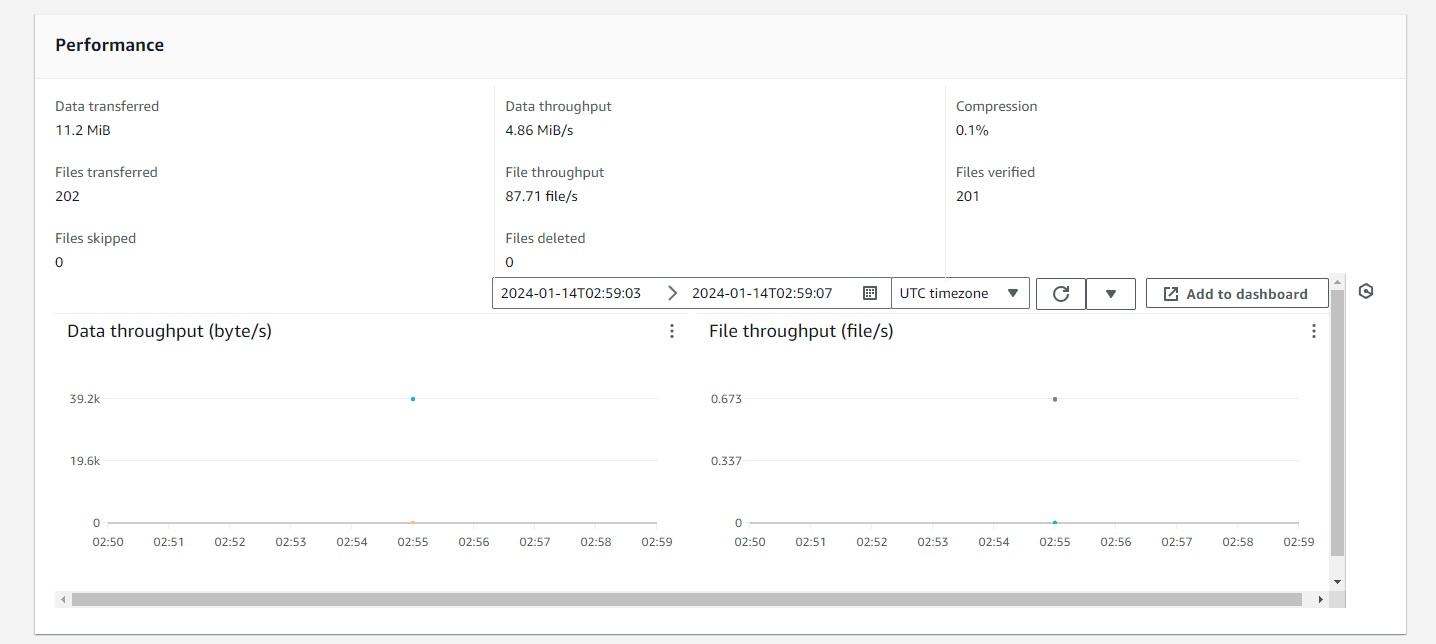 Performance
Data transferred
11.2 MiB
Data throughput
4.86 MiB/s
Compression
0.1%
Files transferred
202
File throughput
87.71 file/s
Files verified
201
Files skipped
0
Files deleted
0
2024-01-14T02:59:03 2024-01-14T02:59:07 UTC timezone Add to dashboard
Data throughput (byte/s)
39.2k
19.6k
0
02:50 02:51 02:52 02:53 02:54 02:55 02:56 02:57 02:58 02:59
File throughput (file/s)
0.673
0.337
0
02:50 02:51 02:52 02:53 02:54 02:55 02:56 02:57 02:58 02:59